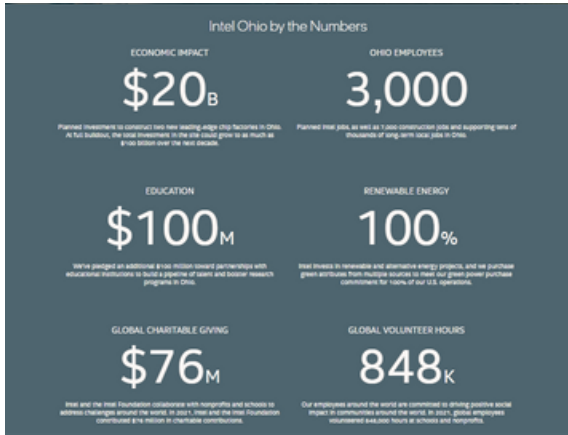 Intel Ohio by the Numbers
ECONOMIC IMPACT
$20B
Planned investment to construct two new leading-edge chip factories in Ohio.
At full buildout, the total investment in the site could grow to as much as
$100 billion over the next decade.
OHIO EMPLOYEES
3,000
Planned Intel jobs, as well as 7,000 construction jobs and supporting tens of
thousands of long-term local jobs in Ohio.
EDUCATION
$100M
We've pledged an additional $100 million toward partnerships with
educational institutions to build a pipeline of talent and bolster research
programs in Ohio.
RENEWABLE ENERGY
100%
Intel invests in renewable and alternative energy projects, and we purchase
green attributes from multiple sources to meet our green power purchase
commitment for 100% of our U.S. operations.
GLOBAL CHARITABLE GIVING
$76M
Intel and the Intel Foundation collaborate with nonprofits and schools to
address challenges around the world. In 2021, Intel and the Intel Foundation
contributed $76 million in charitable contributions.
GLOBAL VOLUNTEER HOURS
848K
Our employees around the world are committed to driving positive social
impact in communities around the world. In 2021, global employees
volunteered 848,000 hours at schools and nonprofits.